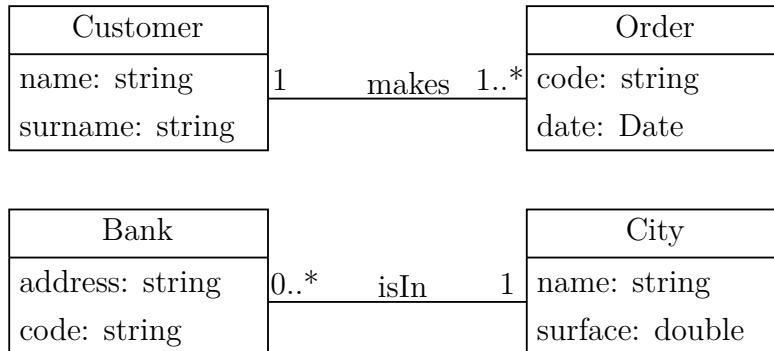 Customer
name: string
surname: string
1 makes 1..*
Order
code: string
date: Date
Bank
address: string
code: string
0..* isIn 1
City
name: string
surface: double